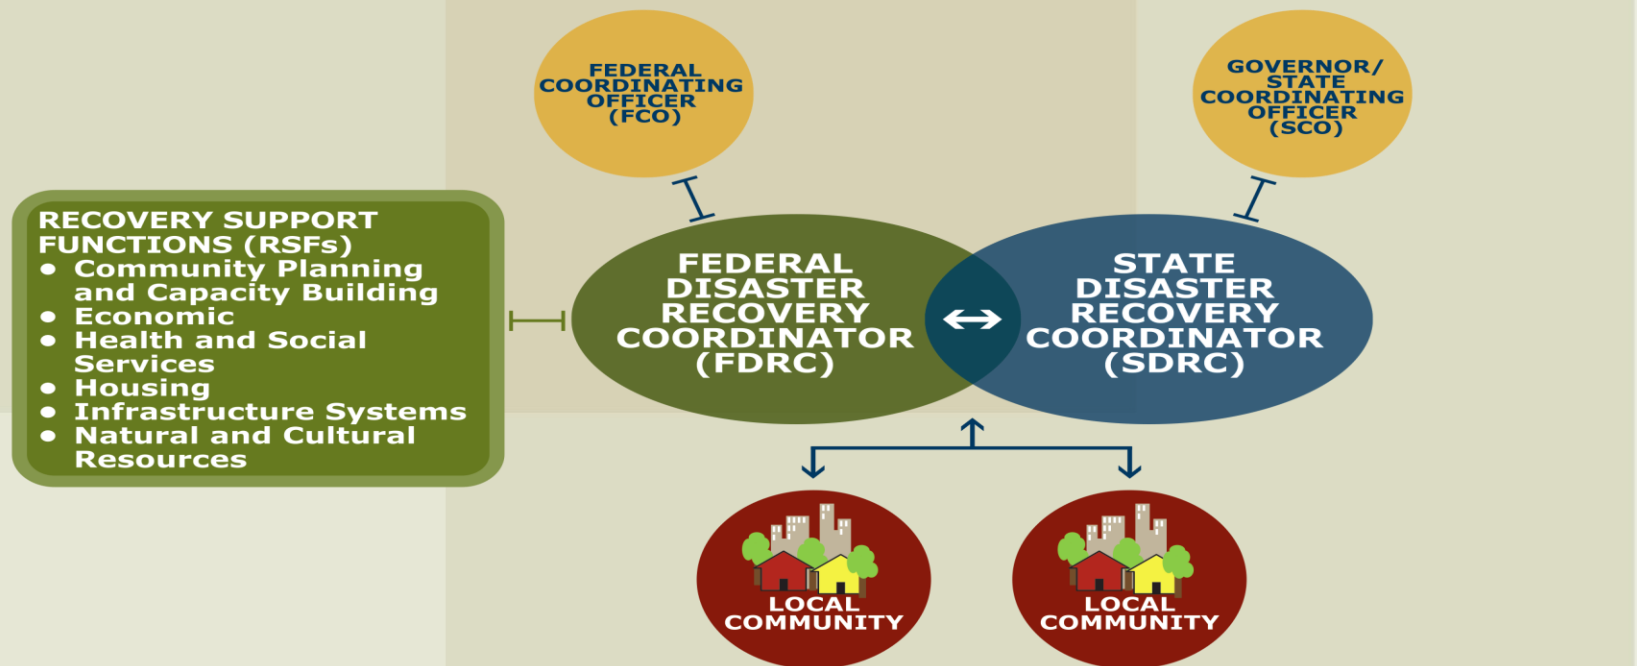 FEDERAL
COORDINATING
OFFICER
(FCO)
GOVERNOR/
STATE
COORDINATING
OFFICER
(SCO)
RECOVERY SUPPORT
FUNCTIONS (RSFs)
● Community Planning
and Capacity Building
● Economic
● Health and Social
Services
● Housing
● Infrastructure Systems
● Natural and Cultural
Resources
FEDERAL
DISASTER
RECOVERY
COORDINATOR
(FDRC)
STATE
DISASTER
RECOVERY
COORDINATOR
(SDRC)
LOCAL
COMMUNITY
LOCAL
COMMUNITY